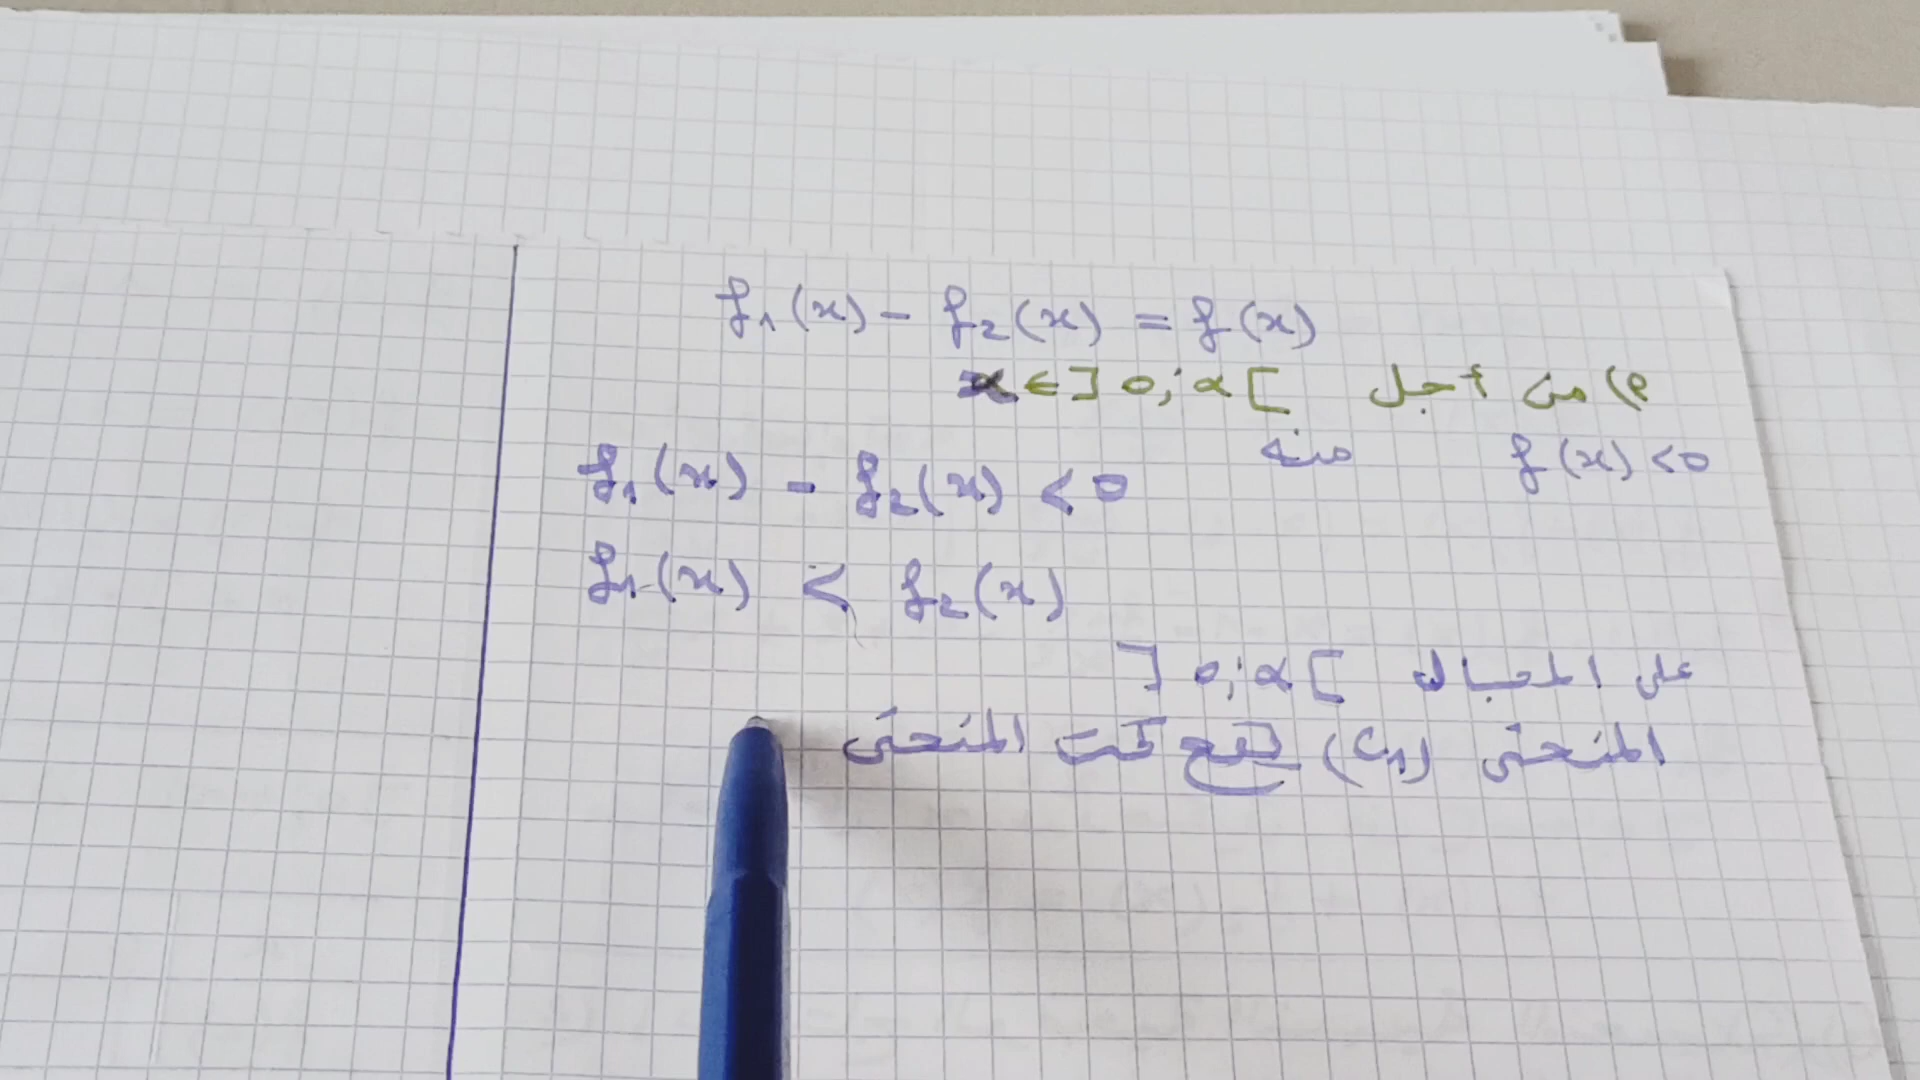 f₁(x) - f₂(x) = f(x)
م) من أجل x ∈ ]0;α[
f(x) < 0 منه
f₁(x) - f₂(x) < 0
f₁(x) < f₂(x)
على المجال ]0;α[
المنحنى (C₁) يقع تحت المنحنى